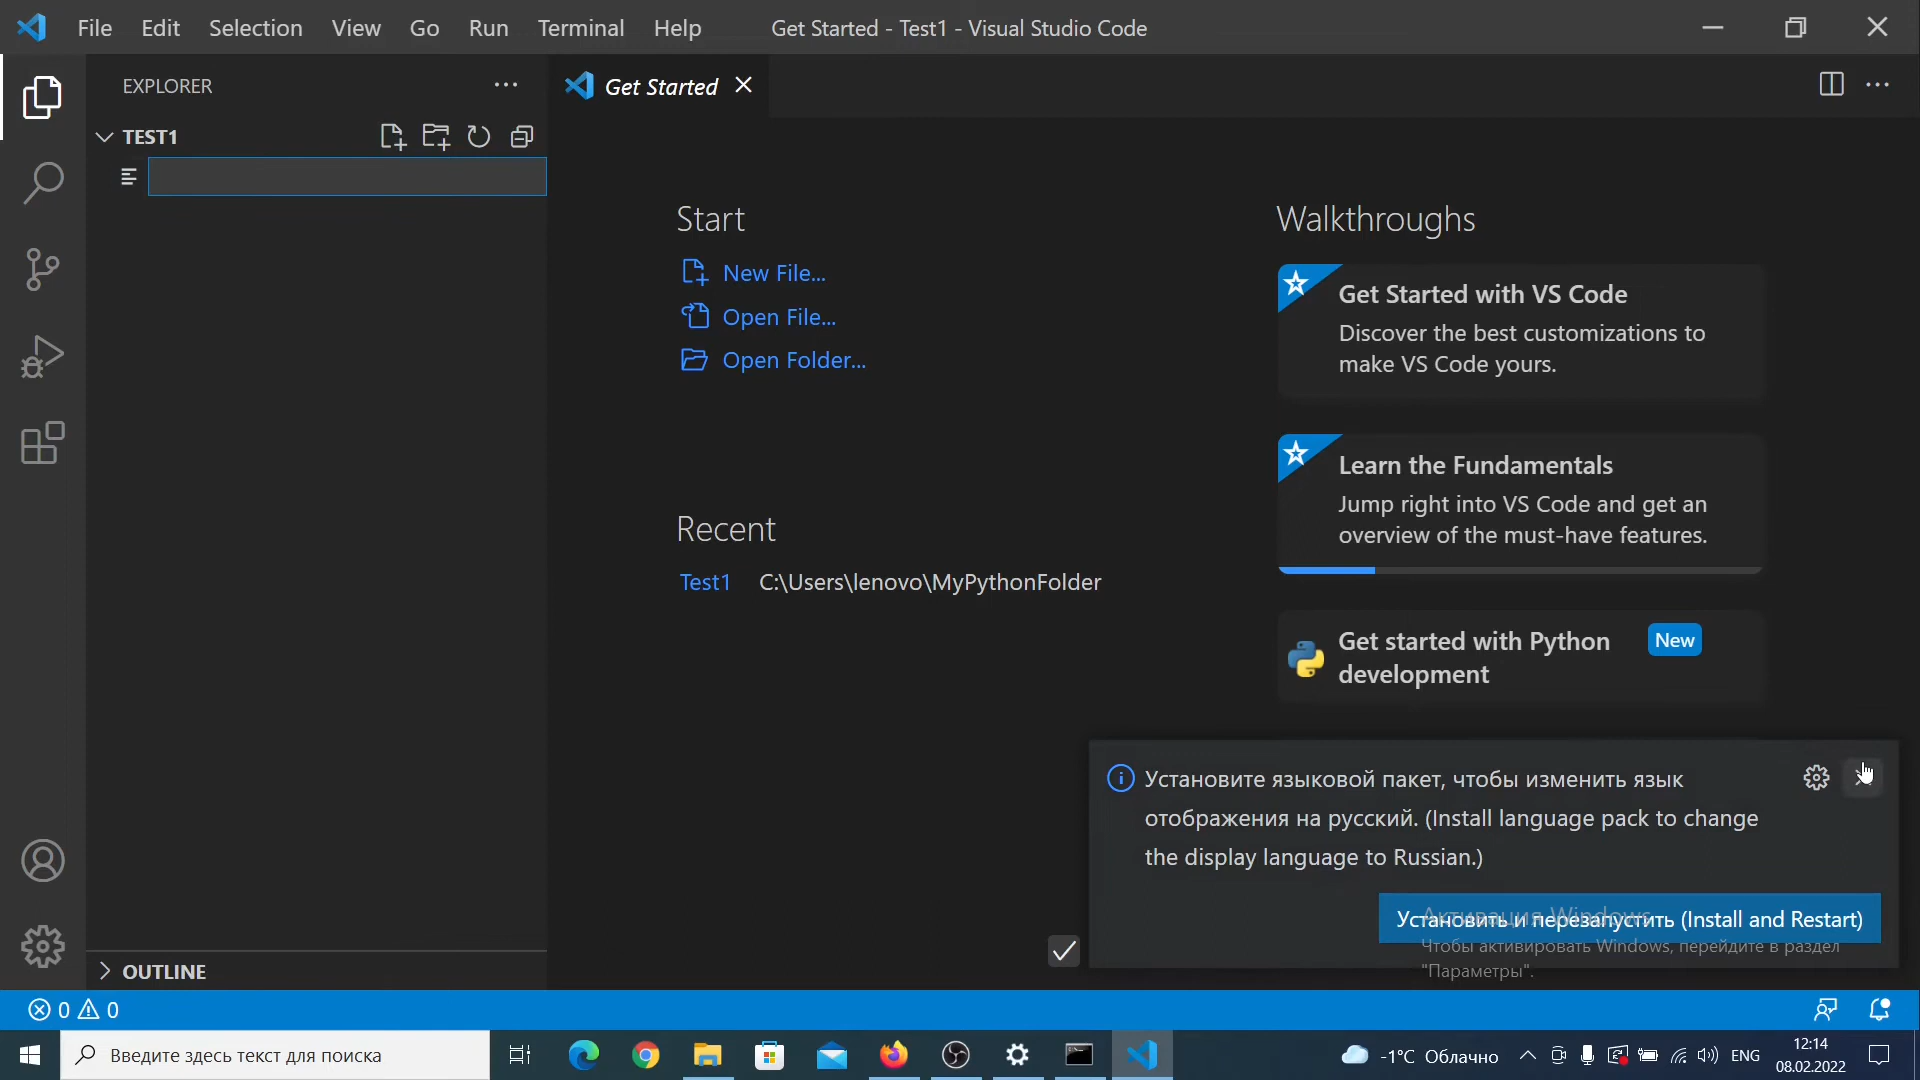 File Edit Selection View Go Run Terminal Help Get Started - Test1 - Visual Studio Code
EXPLORER
Get Started
TEST1
Start
New File...
Open File...
Open Folder...
Recent
Test1 C:\Users\lenovo\MyPythonFolder
Walkthroughs
Get Started with VS Code
Discover the best customizations to
make VS Code yours.
Learn the Fundamentals
Jump right into VS Code and get an
overview of the must-have features.
Get started with Python
development
New
Установите языковой пакет, чтобы изменить язык
отображения на русский. (Install language pack to change
the display language to Russian.)
Установить и перезапустить (Install and Restart)
Активация Windows
Чтобы активировать Windows, перейдите в раздел
"Параметры".
OUTLINE
0 0
Введите здесь текст для поиска
-1°C Облачно
ENG
12:14
08.02.2022